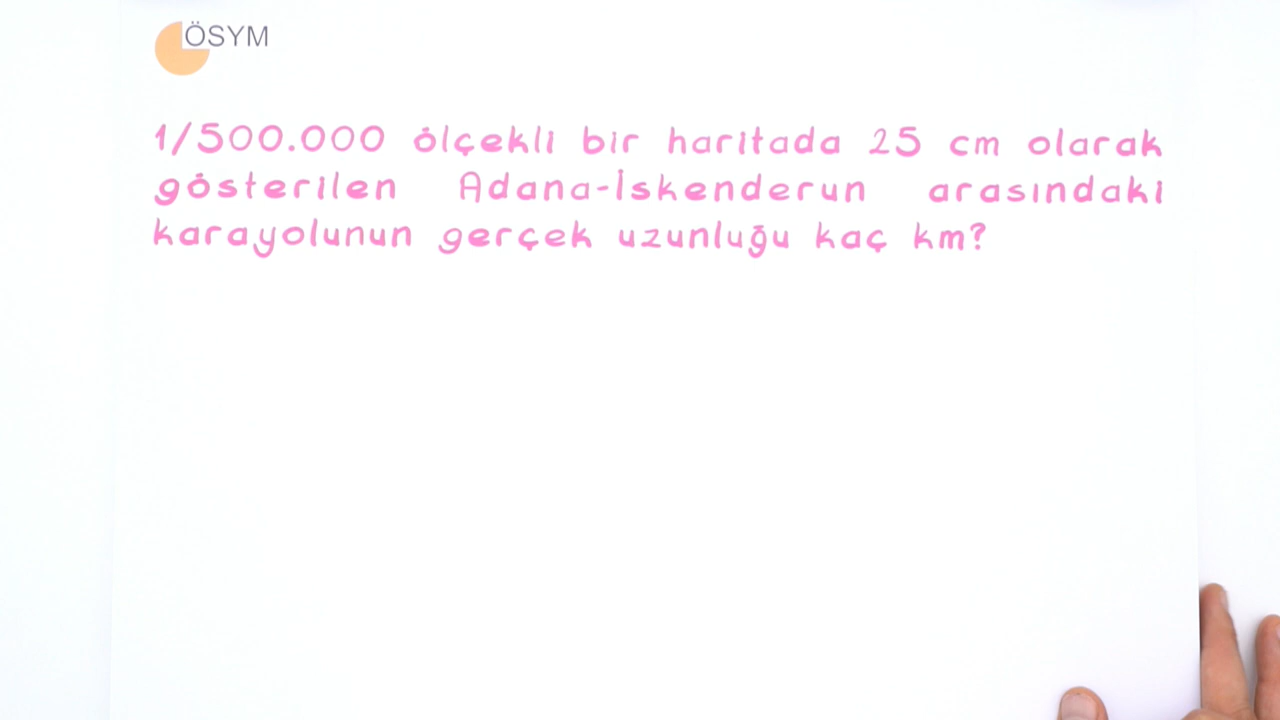 ÖSYM
1/500.000 ölçekli bir haritada 25 cm olarak
gösterilen Adana-İskenderun arasındaki
karayolunun gerçek uzunluğu kaç km?